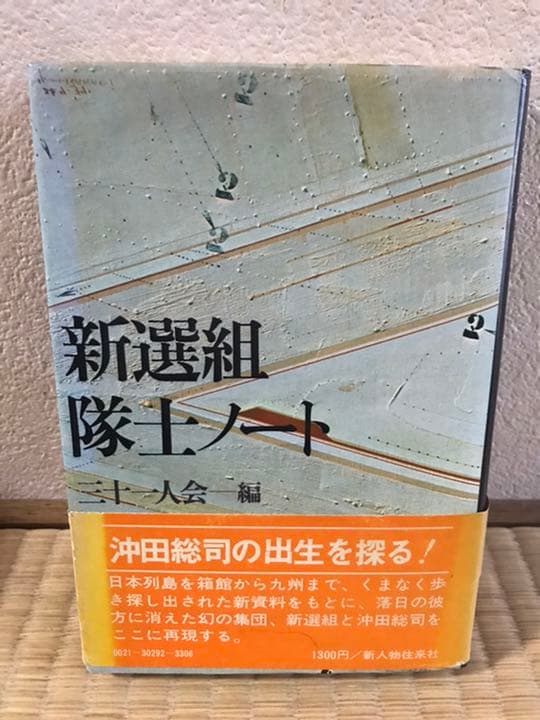 新選組
隊士ノート
三十一人会編
沖田総司の出生を探る!
日本列島を箱館から九州まで、くまなく歩
き探し出された新資料をもとに、落日の彼
方に消えた幻の集団、新選組と沖田総司を
ここに再現する。
0021-30292-3306
1300円/新人物往来社